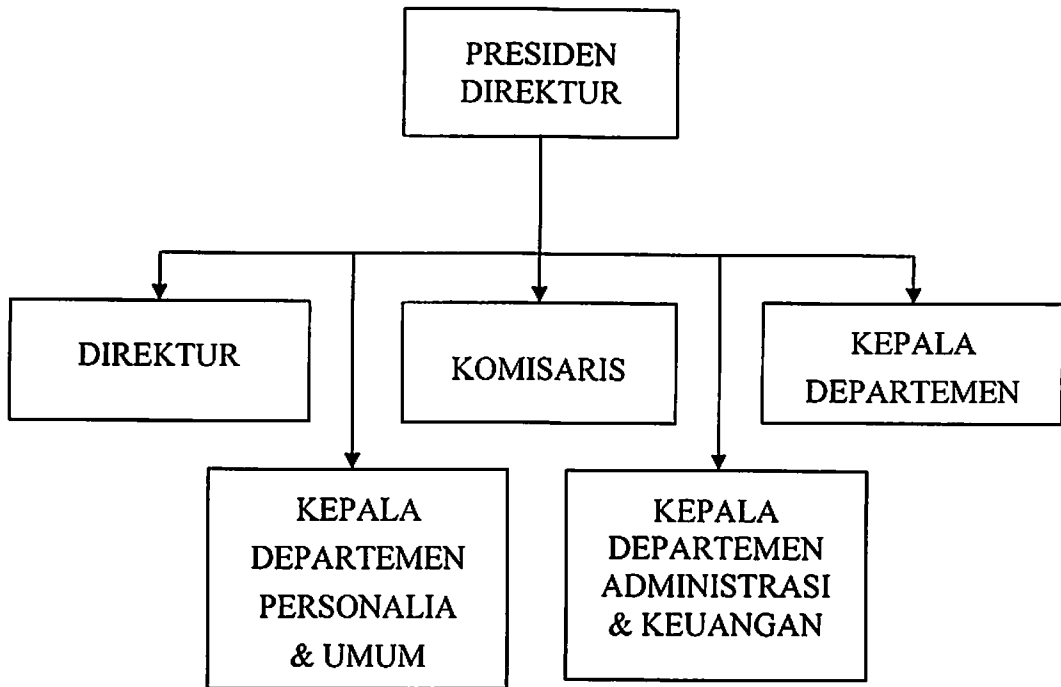 PRESIDEN
DIREKTUR
DIREKTUR
KOMISARIS
KEPALA
DEPARTEMEN
KEPALA
DEPARTEMEN
PERSONALIA
& UMUM
KEPALA
DEPARTEMEN
ADMINISTRASI
& KEUANGAN